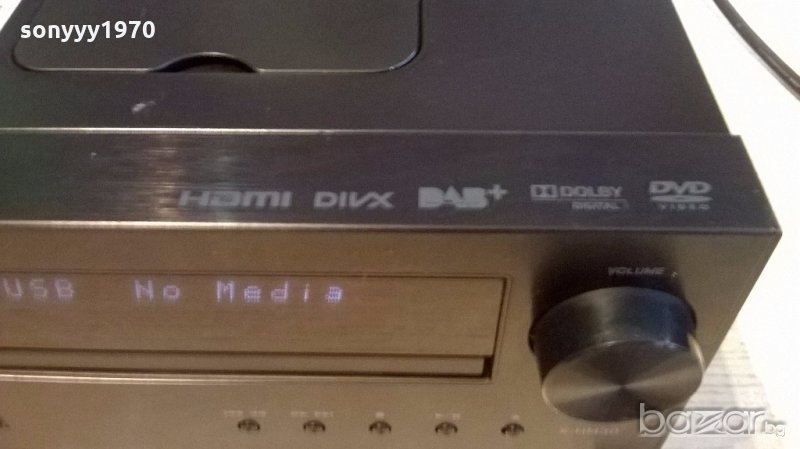 sonyyy1970
HDMI DIVX DAB+ DOLBY DIGITAL DVD VIDEO
VOLUME
USB No Media
bazar.bg